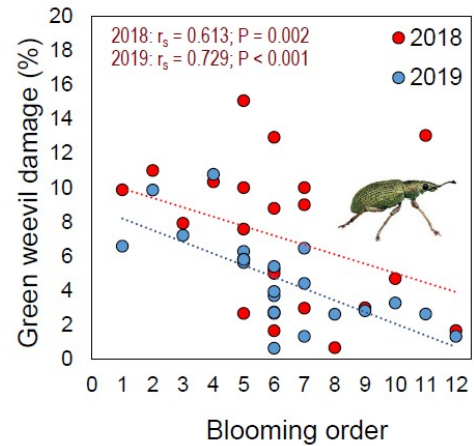 2018: rs = 0.613; P = 0.002
2019: rs = 0.729; P < 0.001
2018
2019
Green weevil damage (%)
20
18
16
14
12
10
8
6
4
2
0
0 1 2 3 4 5 6 7 8 9 10 11 12
Blooming order